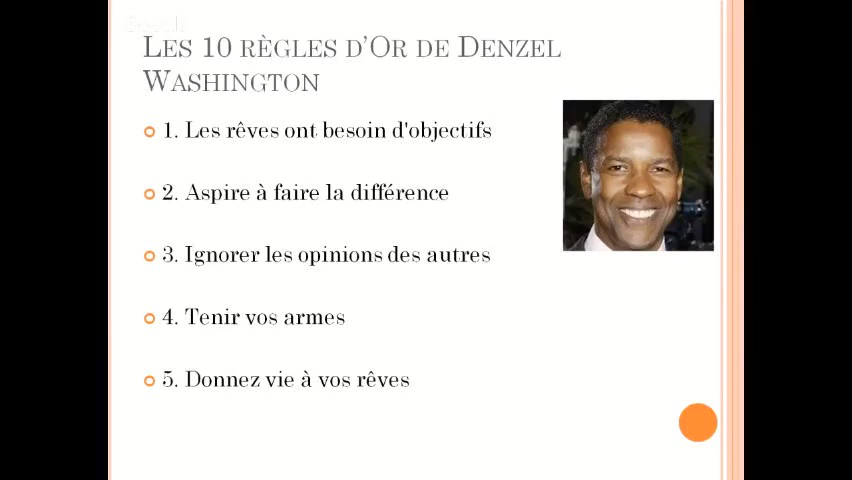 Les 10 règles d'Or de Denzel
Washington
1. Les rêves ont besoin d'objectifs
2. Aspire à faire la différence
3. Ignorer les opinions des autres
4. Tenir vos armes
5. Donnez vie à vos rêves